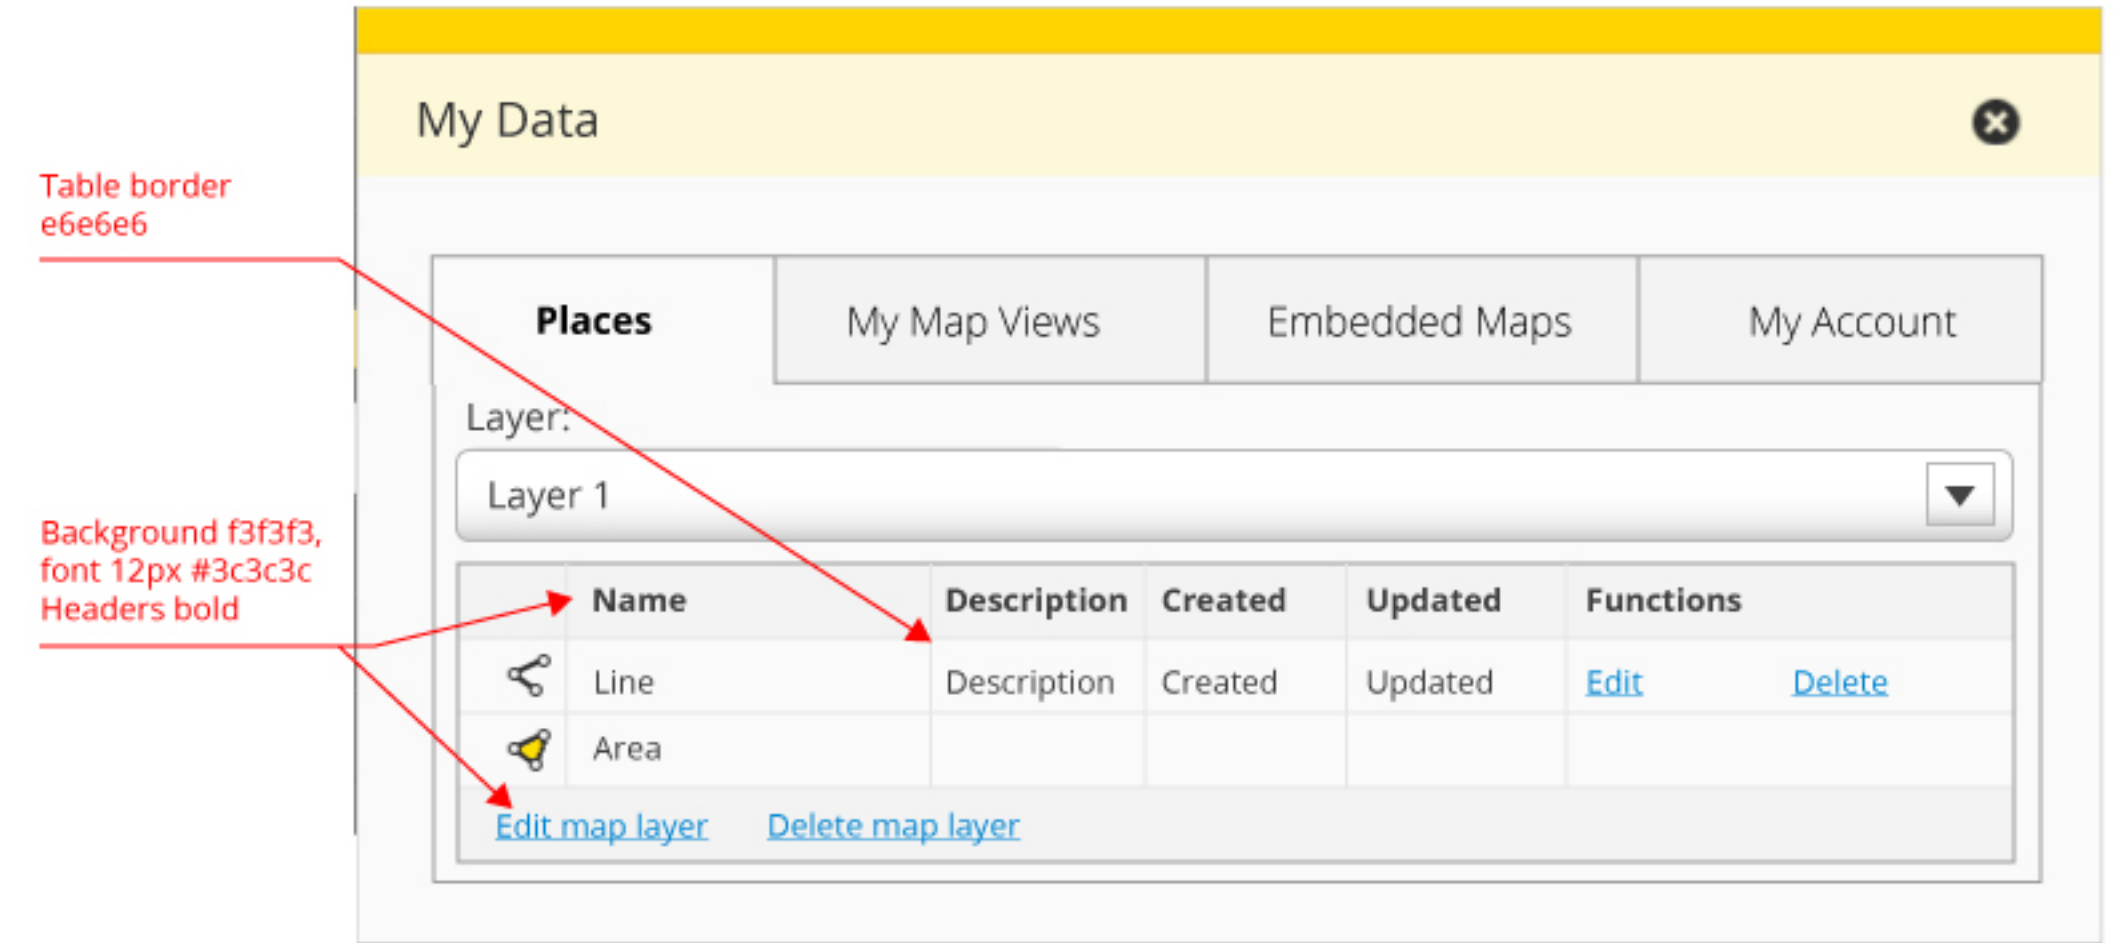 My Data
Table border
e6e6e6
Places My Map Views Embedded Maps My Account
Layer:
Layer 1
Background f3f3f3,
font 12px #3c3c3c
Headers bold
Name Description Created Updated Functions
Line Description Created Updated Edit Delete
Area
Edit map layer Delete map layer